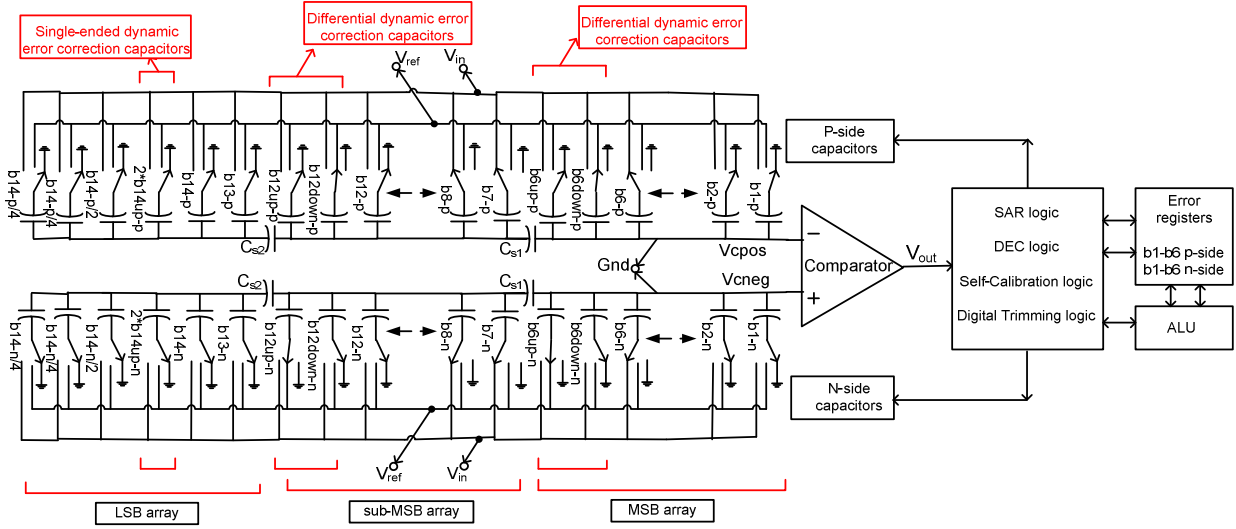 Single-ended dynamic
error correction capacitors
Differential dynamic error
correction capacitors
Differential dynamic error
correction capacitors
Vref
Vin
b14-p/4
b14-p/4
b14-p/2
2*b14up-p
b14-p
b13-p
b12up-p
b12down-p
b12-p
b8-p
b7-p
b6up-p
b6down-p
b6-p
b2-p
b1-p
P-side
capacitors
Cs2
Cs1
Vcpos
Gnd
Vcneg
Cs2
Cs1
−
Comparator
+
Vout
SAR logic
DEC logic
Self-Calibration logic
Digital Trimming logic
Error
registers
b1-b6 p-side
b1-b6 n-side
ALU
b14-n/4
b14-n/4
b14-n/2
2*b14up-n
b14-n
b13-n
b12up-n
b12down-n
b12-n
b8-n
b7-n
b6up-n
b6down-n
b6-n
b2-n
b1-n
N-side
capacitors
Vref
Vin
LSB array
sub-MSB array
MSB array